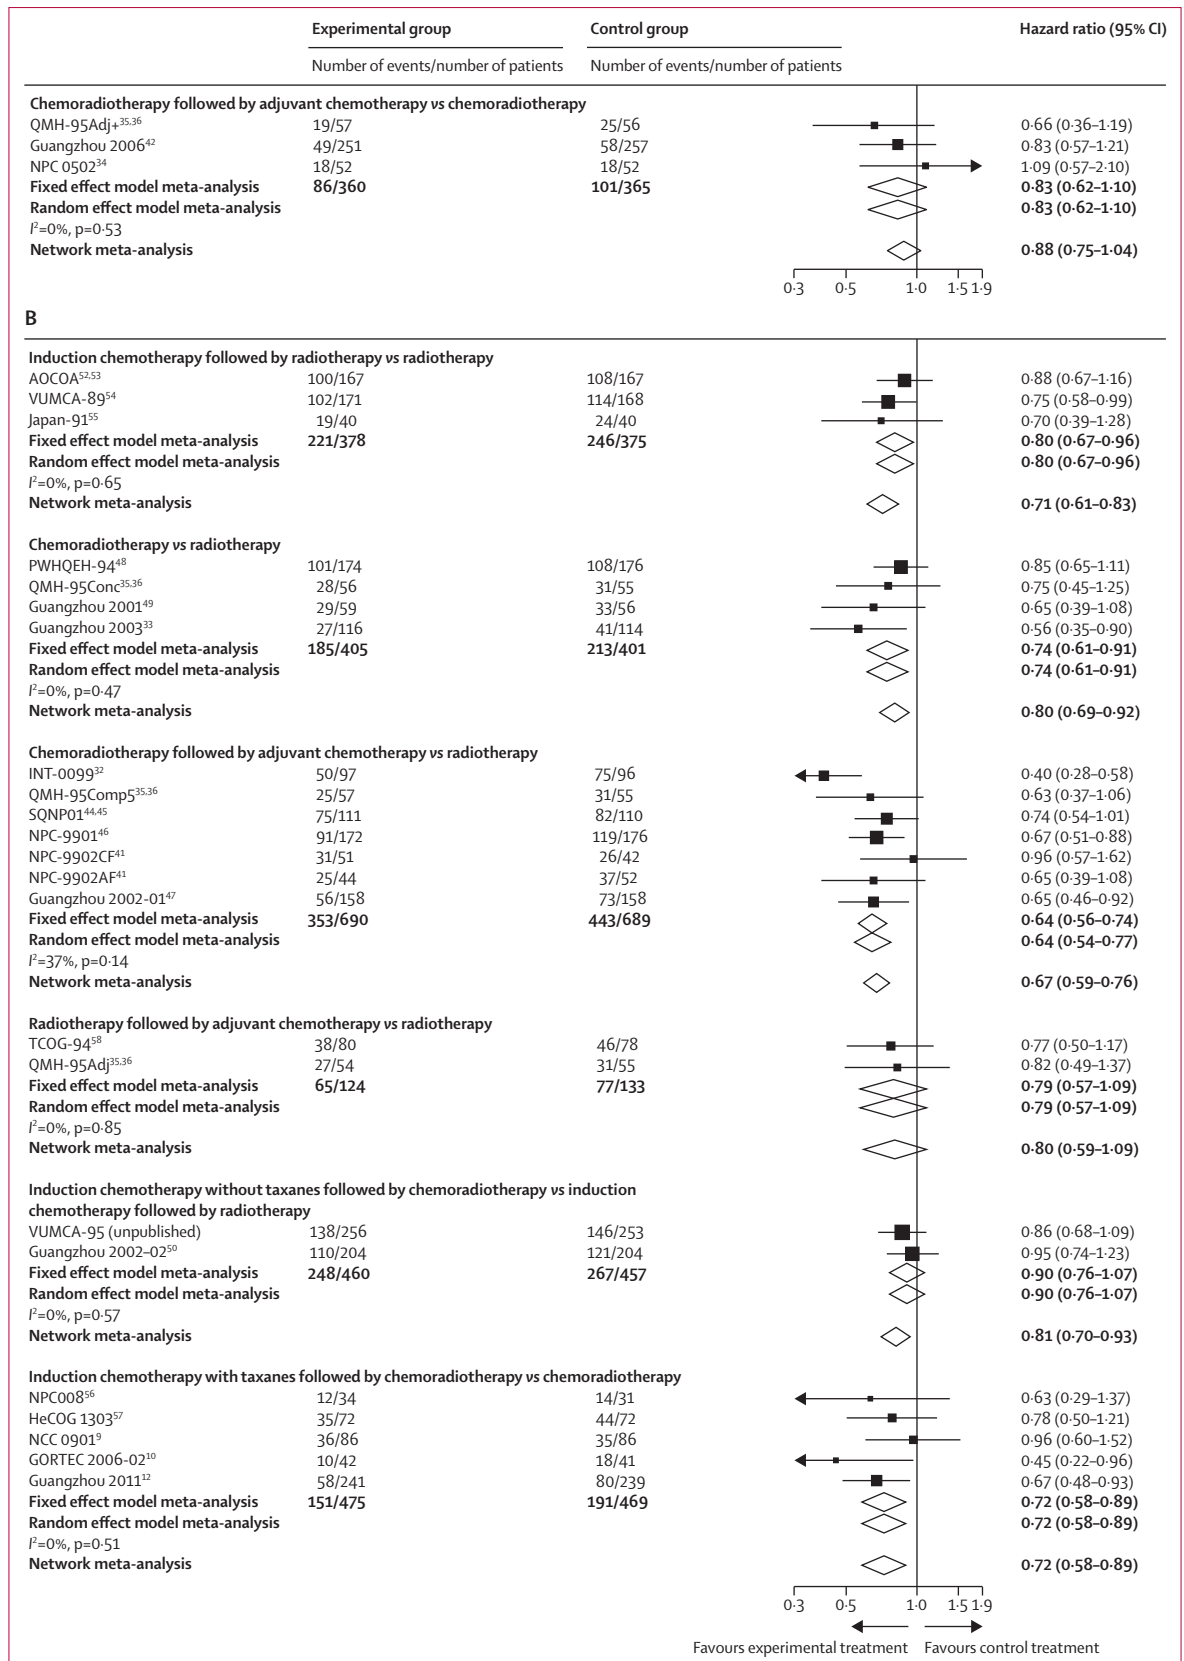 Experimental group Control group Hazard ratio (95% CI)
Number of events/number of patients Number of events/number of patients
Chemoradiotherapy followed by adjuvant chemotherapy vs chemoradiotherapy
QMH-95Adj+35,36 19/57 25/56 0·66 (0·36–1·19)
Guangzhou 200642 49/251 58/257 0·83 (0·57–1·21)
NPC 050234 18/52 18/52 1·09 (0·57–2·10)
Fixed effect model meta-analysis 86/360 101/365 0·83 (0·62–1·10)
Random effect model meta-analysis 0·83 (0·62–1·10)
I²=0%, p=0·53
Network meta-analysis 0·88 (0·75–1·04)
0·3 0·5 1·0 1·5 1·9
B
Induction chemotherapy followed by radiotherapy vs radiotherapy
AOCOA52,53 100/167 108/167 0·88 (0·67–1·16)
VUMCA-8954 102/171 114/168 0·75 (0·58–0·99)
Japan-9155 19/40 24/40 0·70 (0·39–1·28)
Fixed effect model meta-analysis 221/378 246/375 0·80 (0·67–0·96)
Random effect model meta-analysis 0·80 (0·67–0·96)
I²=0%, p=0·65
Network meta-analysis 0·71 (0·61–0·83)
Chemoradiotherapy vs radiotherapy
PWHQEH-9448 101/174 108/176 0·85 (0·65–1·11)
QMH-95Conc35,36 28/56 31/55 0·75 (0·45–1·25)
Guangzhou 200149 29/59 33/56 0·65 (0·39–1·08)
Guangzhou 200333 27/116 41/114 0·56 (0·35–0·90)
Fixed effect model meta-analysis 185/405 213/401 0·74 (0·61–0·91)
Random effect model meta-analysis 0·74 (0·61–0·91)
I²=0%, p=0·47
Network meta-analysis 0·80 (0·69–0·92)
Chemoradiotherapy followed by adjuvant chemotherapy vs radiotherapy
INT-009932 50/97 75/96 0·40 (0·28–0·58)
QMH-95Comp535,36 25/57 31/55 0·63 (0·37–1·06)
SQNP0144,45 75/111 82/110 0·74 (0·54–1·01)
NPC-990146 91/172 119/176 0·67 (0·51–0·88)
NPC-9902CF41 31/51 26/42 0·96 (0·57–1·62)
NPC-9902AF41 25/44 37/52 0·65 (0·39–1·08)
Guangzhou 2002-0147 56/158 73/158 0·65 (0·46–0·92)
Fixed effect model meta-analysis 353/690 443/689 0·64 (0·56–0·74)
Random effect model meta-analysis 0·64 (0·54–0·77)
I²=37%, p=0·14
Network meta-analysis 0·67 (0·59–0·76)
Radiotherapy followed by adjuvant chemotherapy vs radiotherapy
TCOG-9458 38/80 46/78 0·77 (0·50–1·17)
QMH-95Adj35,36 27/54 31/55 0·82 (0·49–1·37)
Fixed effect model meta-analysis 65/124 77/133 0·79 (0·57–1·09)
Random effect model meta-analysis 0·79 (0·57–1·09)
I²=0%, p=0·85
Network meta-analysis 0·80 (0·59–1·09)
Induction chemotherapy without taxanes followed by chemoradiotherapy vs induction
chemotherapy followed by radiotherapy
VUMCA-95 (unpublished) 138/256 146/253 0·86 (0·68–1·09)
Guangzhou 2002–0250 110/204 121/204 0·95 (0·74–1·23)
Fixed effect model meta-analysis 248/460 267/457 0·90 (0·76–1·07)
Random effect model meta-analysis 0·90 (0·76–1·07)
I²=0%, p=0·57
Network meta-analysis 0·81 (0·70–0·93)
Induction chemotherapy with taxanes followed by chemoradiotherapy vs chemoradiotherapy
NPC00856 12/34 14/31 0·63 (0·29–1·37)
HeCOG 130357 35/72 44/72 0·78 (0·50–1·21)
NCC 09019 36/86 35/86 0·96 (0·60–1·52)
GORTEC 2006-0210 10/42 18/41 0·45 (0·22–0·96)
Guangzhou 201112 58/241 80/239 0·67 (0·48–0·93)
Fixed effect model meta-analysis 151/475 191/469 0·72 (0·58–0·89)
Random effect model meta-analysis 0·72 (0·58–0·89)
I²=0%, p=0·51
Network meta-analysis 0·72 (0·58–0·89)
0·3 0·5 1·0 1·5 1·9
Favours experimental treatment Favours control treatment